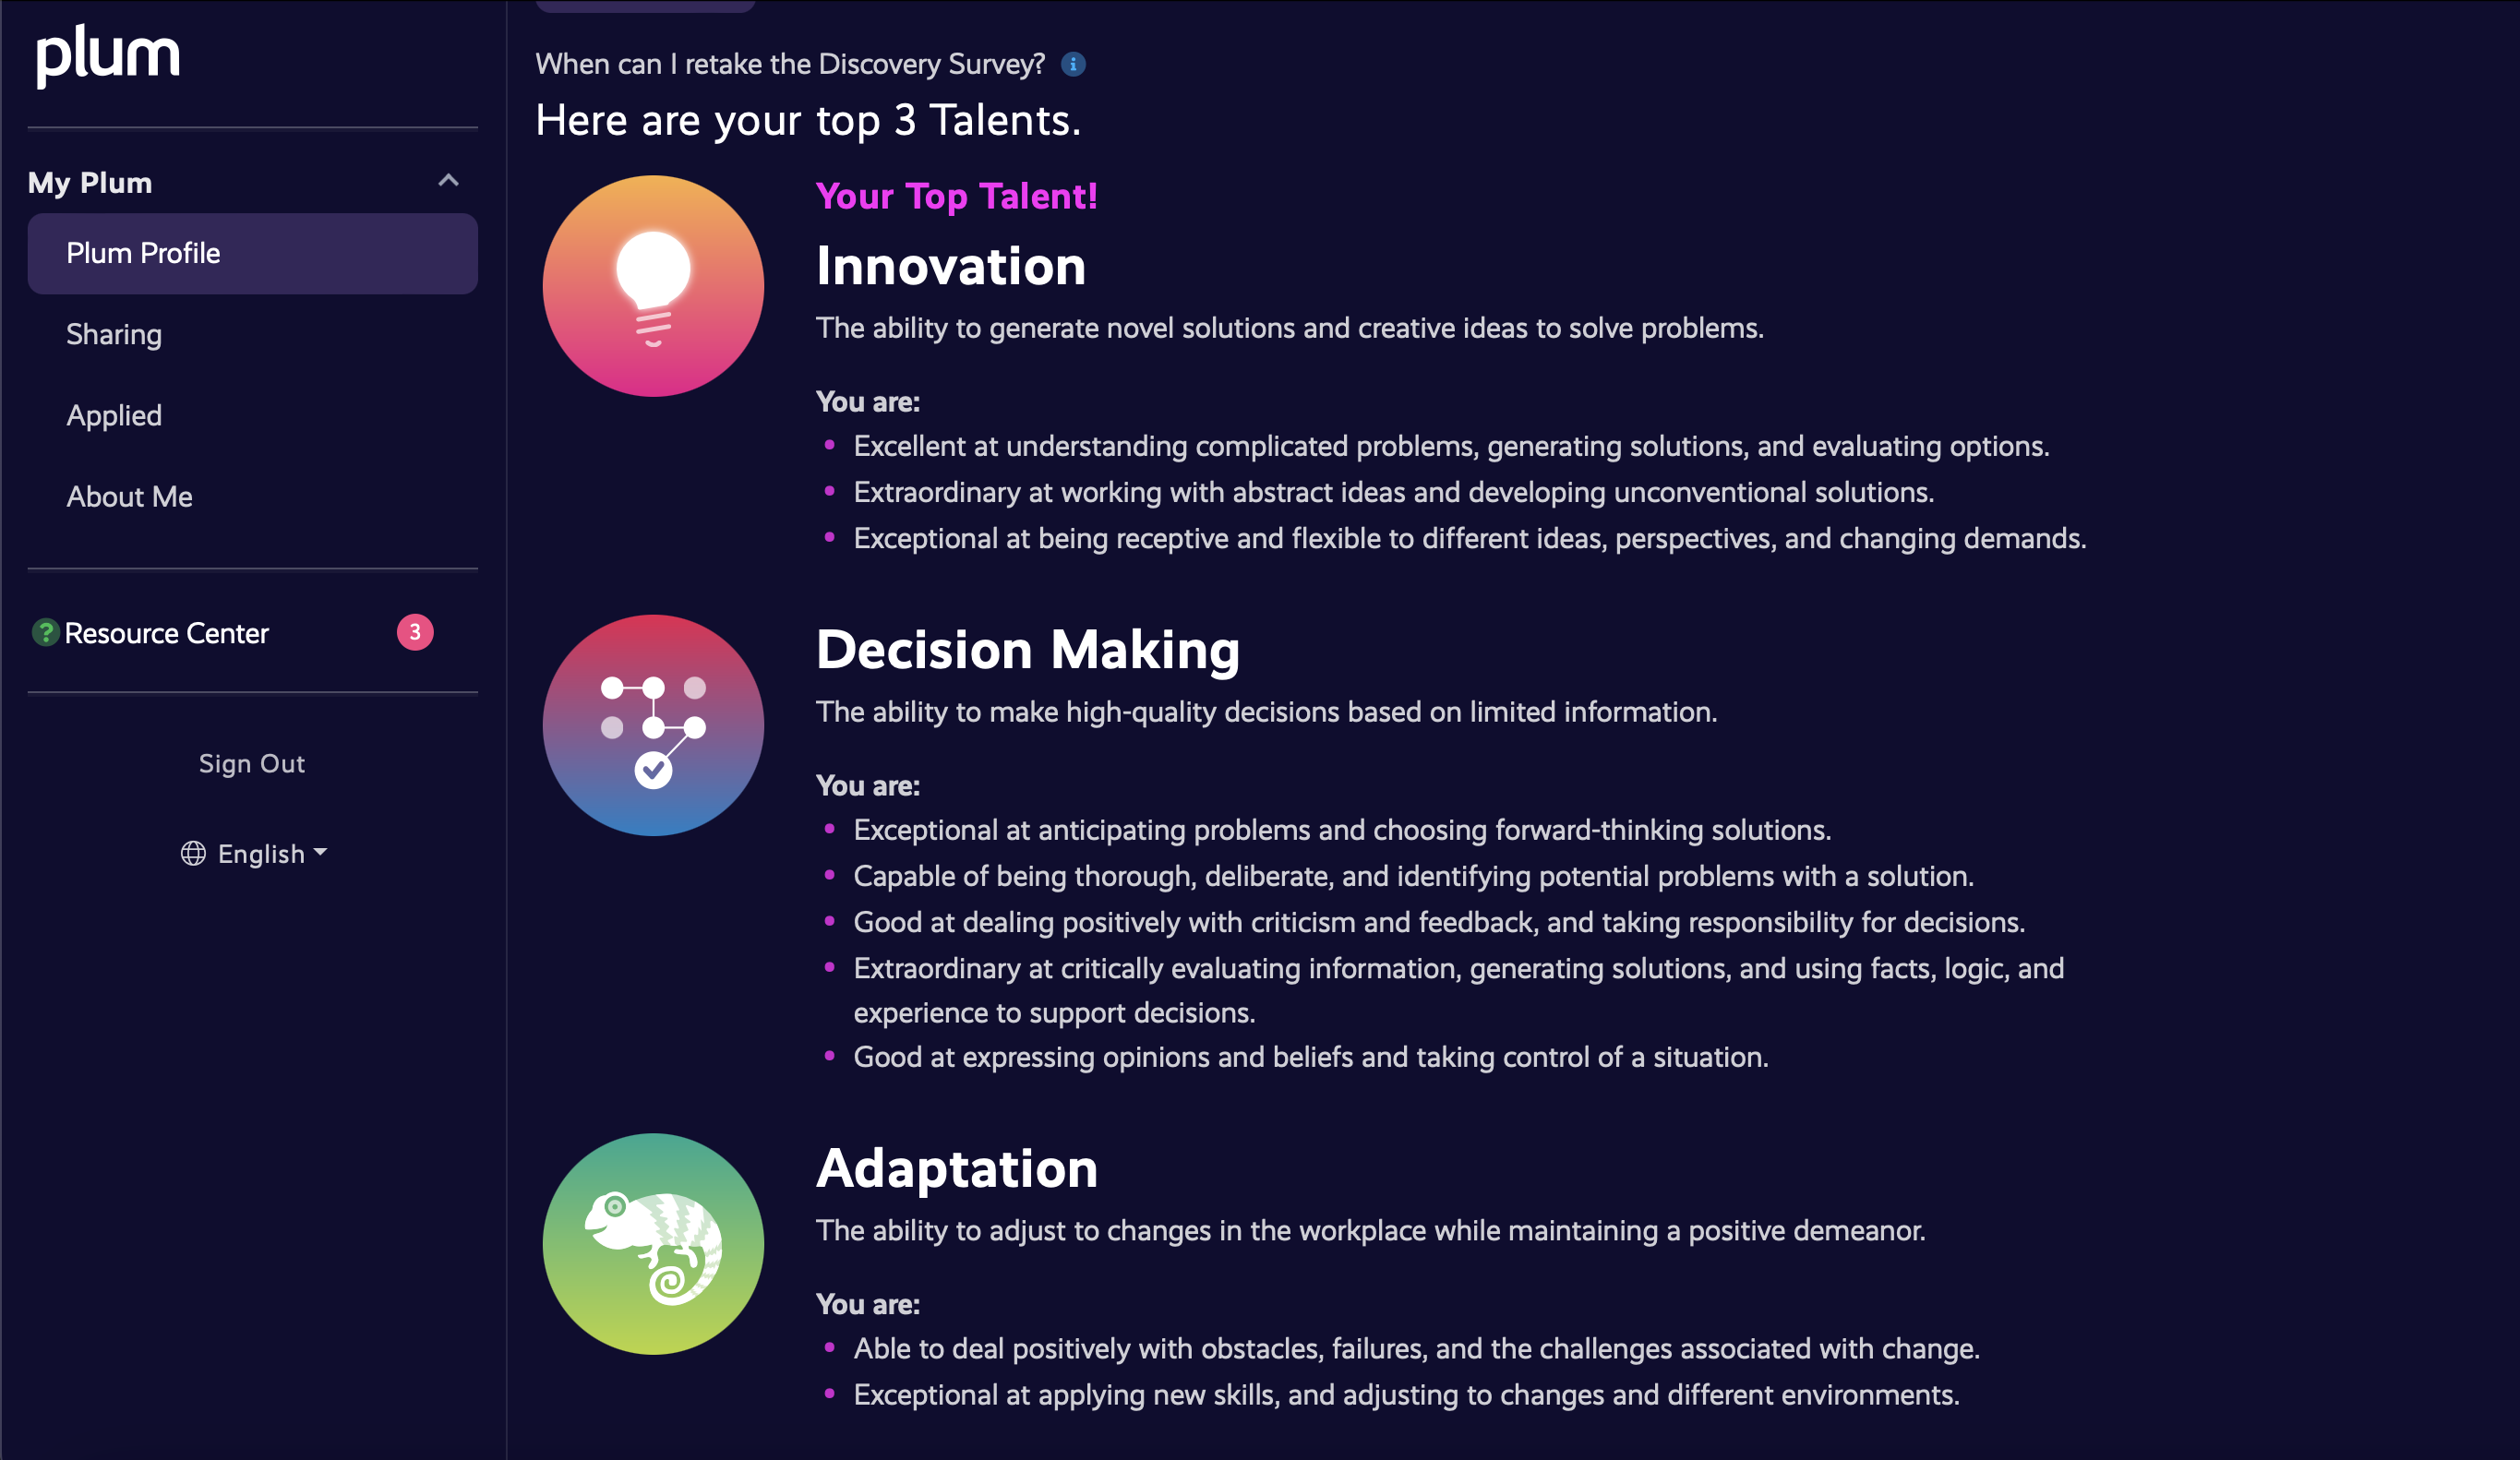 plum
My Plum
Plum Profile
Sharing
Applied
About Me
? Resource Center 3
Sign Out
English
When can I retake the Discovery Survey? i
Here are your top 3 Talents.
Your Top Talent!
Innovation
The ability to generate novel solutions and creative ideas to solve problems.
You are:
• Excellent at understanding complicated problems, generating solutions, and evaluating options.
• Extraordinary at working with abstract ideas and developing unconventional solutions.
• Exceptional at being receptive and flexible to different ideas, perspectives, and changing demands.
Decision Making
The ability to make high-quality decisions based on limited information.
You are:
• Exceptional at anticipating problems and choosing forward-thinking solutions.
• Capable of being thorough, deliberate, and identifying potential problems with a solution.
• Good at dealing positively with criticism and feedback, and taking responsibility for decisions.
• Extraordinary at critically evaluating information, generating solutions, and using facts, logic, and
experience to support decisions.
• Good at expressing opinions and beliefs and taking control of a situation.
Adaptation
The ability to adjust to changes in the workplace while maintaining a positive demeanor.
You are:
• Able to deal positively with obstacles, failures, and the challenges associated with change.
• Exceptional at applying new skills, and adjusting to changes and different environments.